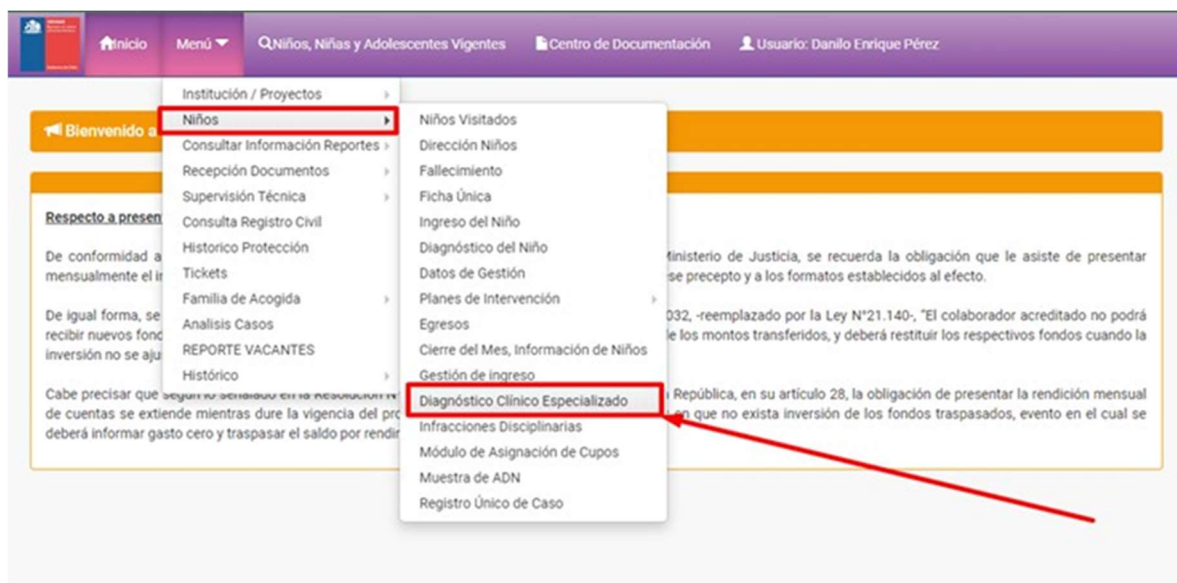 Inicio Menú Niños, Niñas y Adolescentes Vigentes Centro de Documentación Usuario: Danilo Enrique Pérez
Bienvenido a
Institución / Proyectos
Niños
Consultar Información Reportes
Recepción Documentos
Supervisión Técnica
Consulta Registro Civil
Historico Protección
Tickets
Familia de Acogida
Analisis Casos
REPORTE VACANTES
Histórico
Niños Visitados
Dirección Niños
Fallecimiento
Ficha Única
Ingreso del Niño
Diagnóstico del Niño
Datos de Gestión
Planes de Intervención
Egresos
Cierre del Mes, Información de Niños
Gestión de ingreso
Diagnóstico Clínico Especializado
Infracciones Disciplinarias
Módulo de Asignación de Cupos
Muestra de ADN
Registro Único de Caso
Respecto a presen
De conformidad a Ministerio de Justicia, se recuerda la obligación que le asiste de presentar
mensualmente el in se precepto y a los formatos establecidos al efecto.
De igual forma, se 032, -reemplazado por la Ley N°21.140-, "El colaborador acreditado no podrá
recibir nuevos fond e los montos transferidos, y deberá restituir los respectivos fondos cuando la
inversión no se aju
Cabe precisar que según lo señalado en la Resolución N República, en su artículo 28, la obligación de presentar la rendición mensual
de cuentas se extiende mientras dure la vigencia del pro en que no exista inversión de los fondos traspasados, evento en el cual se
deberá informar gasto cero y traspasar el saldo por rendir